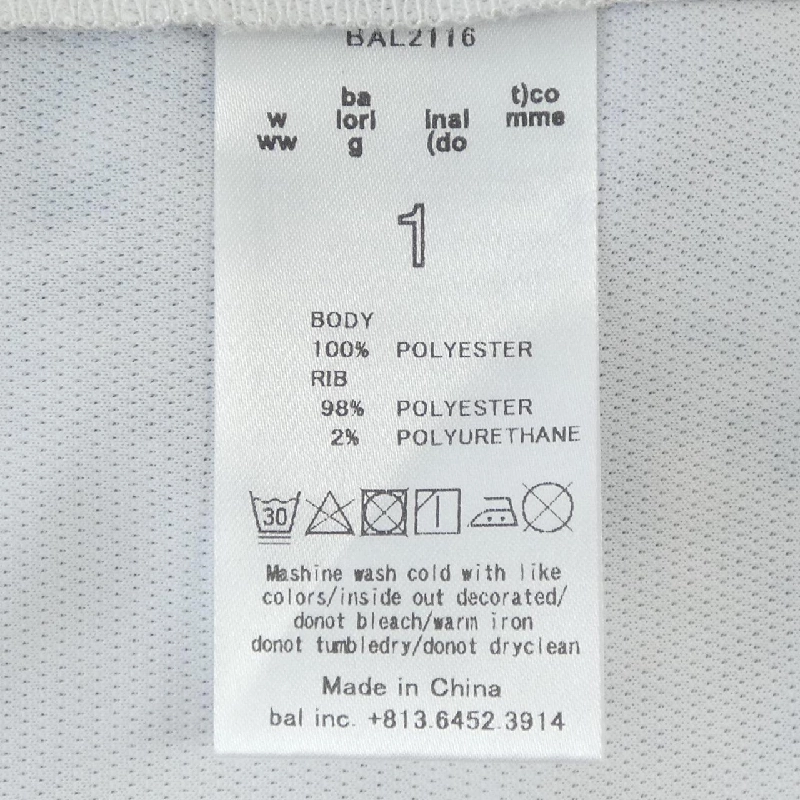 BAL2116
ba t)co
w lori inal mme
ww g (do
1
BODY
100% POLYESTER
RIB
98% POLYESTER
2% POLYURETHANE
30
Mashine wash cold with like
colors/inside out decorated/
donot bleach/warm iron
donot tumbledry/donot dryclean
Made in China
bal inc. +813.6452.3914